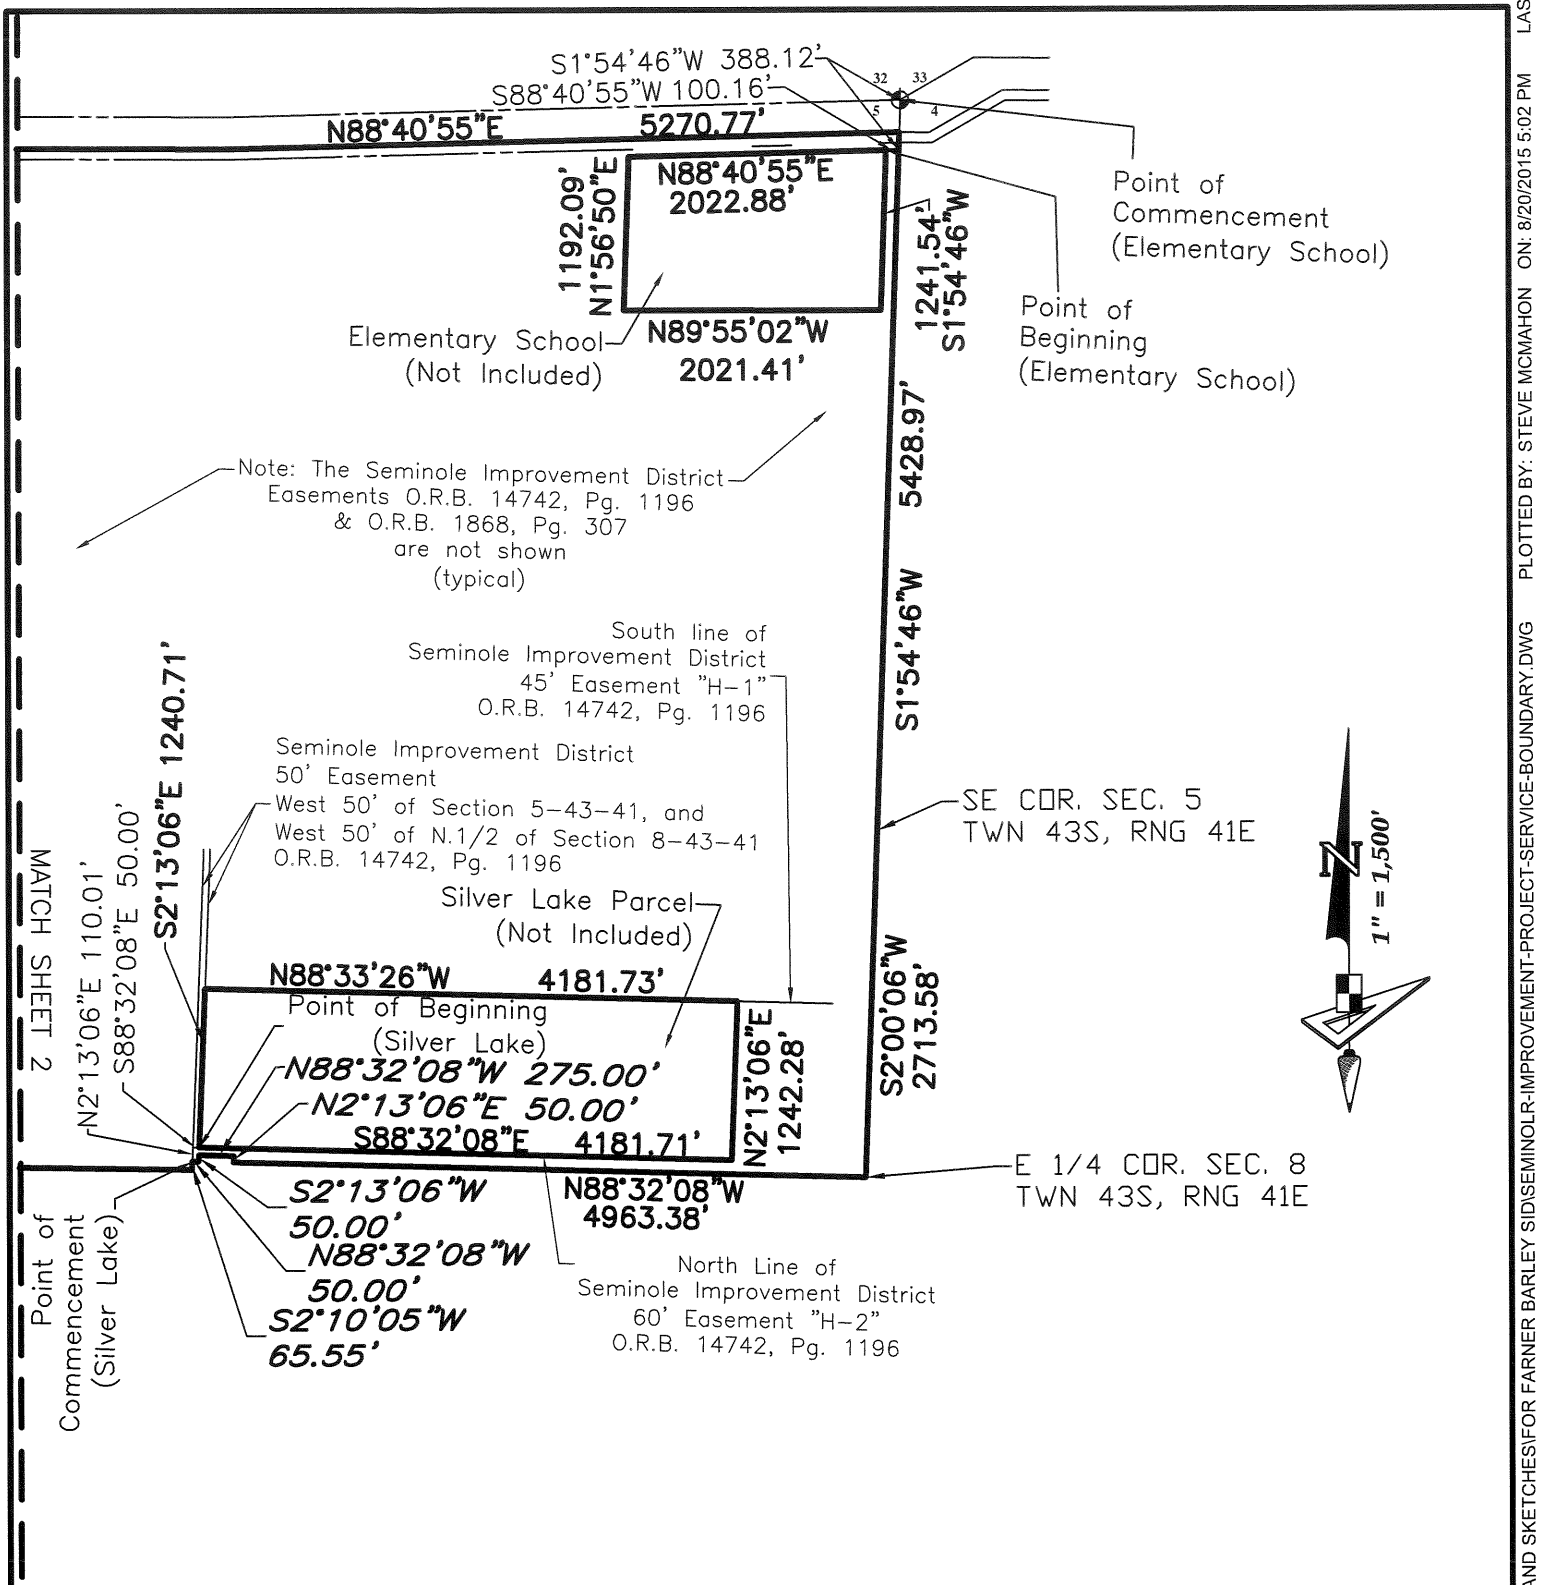 S1°54'46"W 388.12'
S88°40'55"W 100.16'
N88°40'55"E 5270.77'
32 33
5 4
N88°40'55"E
2022.88'
1192.09'
N1°56'50"E
1241.54'
S1°54'46"W
Point of
Commencement
(Elementary School)
Point of
Beginning
(Elementary School)
Elementary School
(Not Included)
N89°55'02"W
2021.41'
S1°54'46"W 5428.97'
Note: The Seminole Improvement District
Easements O.R.B. 14742, Pg. 1196
& O.R.B. 1868, Pg. 307
are not shown
(typical)
South line of
Seminole Improvement District
45' Easement "H-1"
O.R.B. 14742, Pg. 1196
S2°13'06"E 1240.71'
Seminole Improvement District
50' Easement
West 50' of Section 5-43-41, and
West 50' of N.1/2 of Section 8-43-41
O.R.B. 14742, Pg. 1196
SE COR. SEC. 5
TWN 43S, RNG 41E
N
1" = 1,500'
MATCH SHEET 2
N2°13'06"E 110.01'
S88°32'08"E 50.00'
Silver Lake Parcel
(Not Included)
N88°33'26"W 4181.73'
Point of Beginning
(Silver Lake)
N88°32'08"W 275.00'
N2°13'06"E 50.00'
S88°32'08"E 4181.71'
N2°13'06"E
1242.28'
S2°00'06"W
2713.58'
E 1/4 COR. SEC. 8
TWN 43S, RNG 41E
S2°13'06"W
50.00'
N88°32'08"W
4963.38'
N88°32'08"W
50.00'
S2°10'05"W
65.55'
Point of
Commencement
(Silver Lake)
North Line of
Seminole Improvement District
60' Easement "H-2"
O.R.B. 14742, Pg. 1196
AND SKETCHES\FOR FARNER BARLEY SID\SEMINOLR-IMPROVEMENT-PROJECT-SERVICE-BOUNDARY.DWG PLOTTED BY: STEVE MCMAHON ON: 8/20/2015 5:02 PM LAS